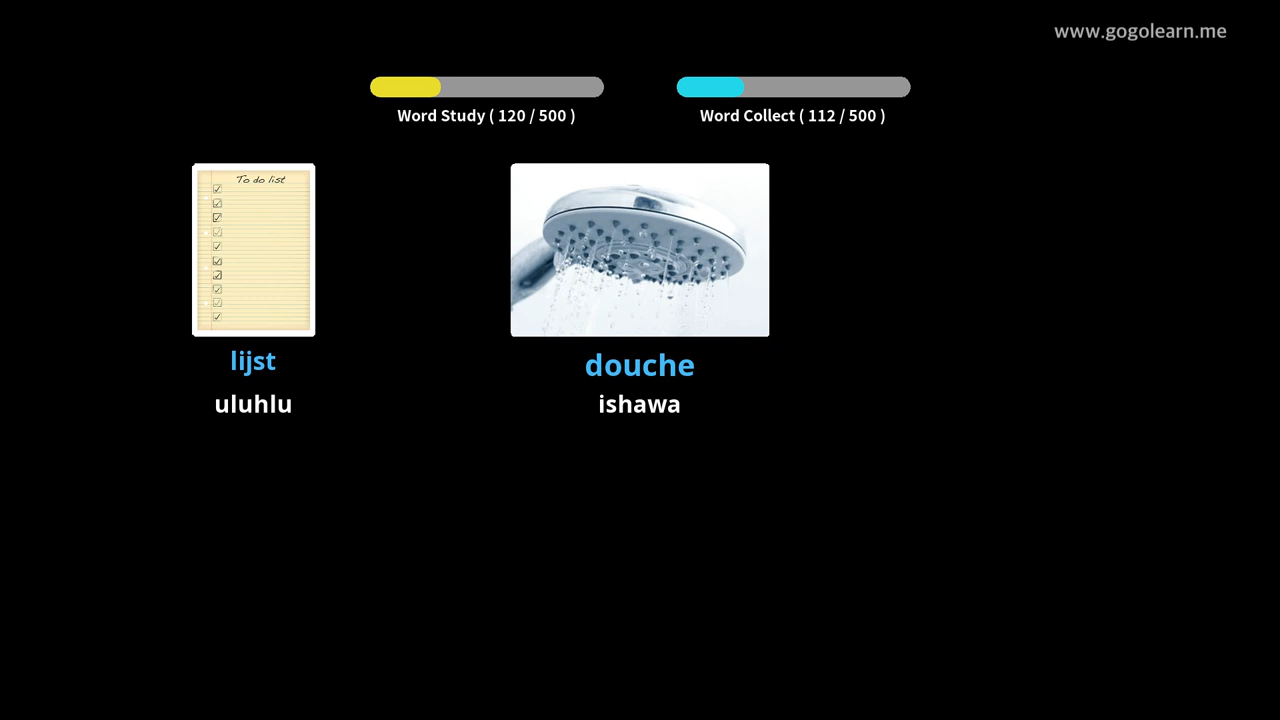 www.gogolearn.me
Word Study ( 120 / 500 )
Word Collect ( 112 / 500 )
To do list
lijst
douche
uluhlu
ishawa